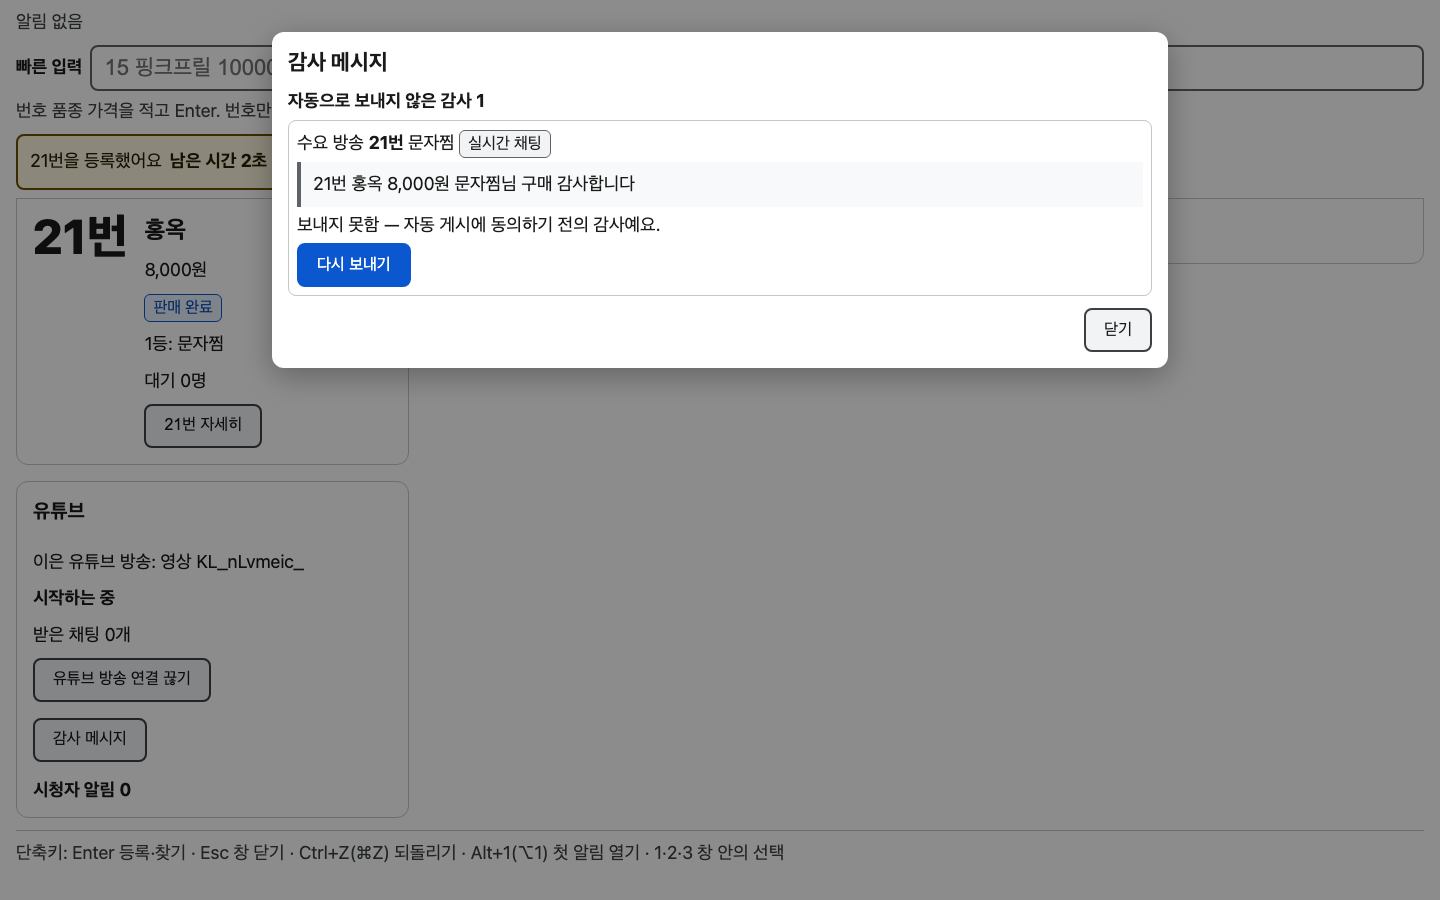 알림 없음
빠른 입력 15 핑크프릴 10000
번호 품종 가격을 적고 Enter. 번호만
21번을 등록했어요 남은 시간 2초
21번 홍옥
8,000원
판매 완료
1등: 문자찜
대기 0명
21번 자세히
유튜브
이은 유튜브 방송: 영상 KL_nLvmeic_
시작하는 중
받은 채팅 0개
유튜브 방송 연결 끊기
감사 메시지
시청자 알림 0
단축키: Enter 등록·찾기 · Esc 창 닫기 · Ctrl+Z(⌘Z) 되돌리기 · Alt+1(⌥1) 첫 알림 열기 · 1·2·3 창 안의 선택
감사 메시지
자동으로 보내지 않은 감사 1
수요 방송 21번 문자찜 실시간 채팅
21번 홍옥 8,000원 문자찜님 구매 감사합니다
보내지 못함 — 자동 게시에 동의하기 전의 감사예요.
다시 보내기
닫기